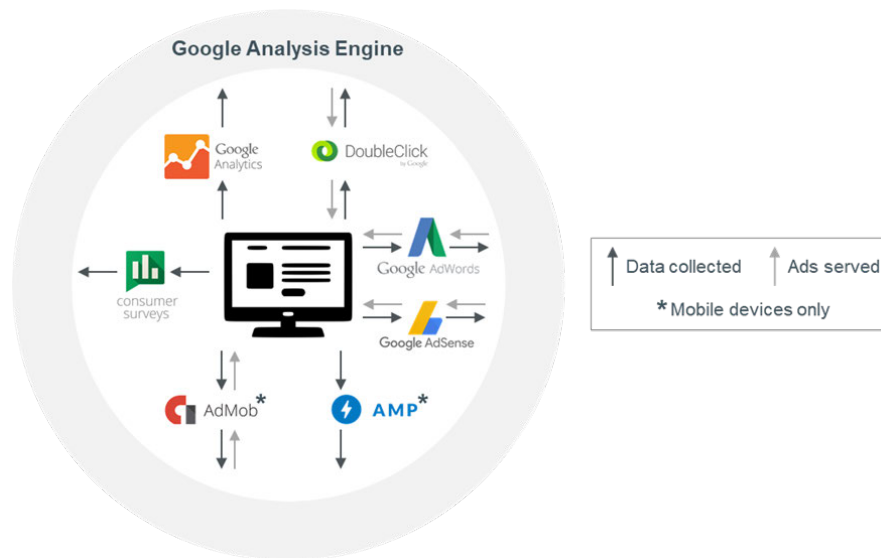 Google Analysis Engine
Google
Analytics
DoubleClick
by Google
Google AdWords
consumer
surveys
Google AdSense
AdMob*
AMP*
Data collected
Ads served
* Mobile devices only